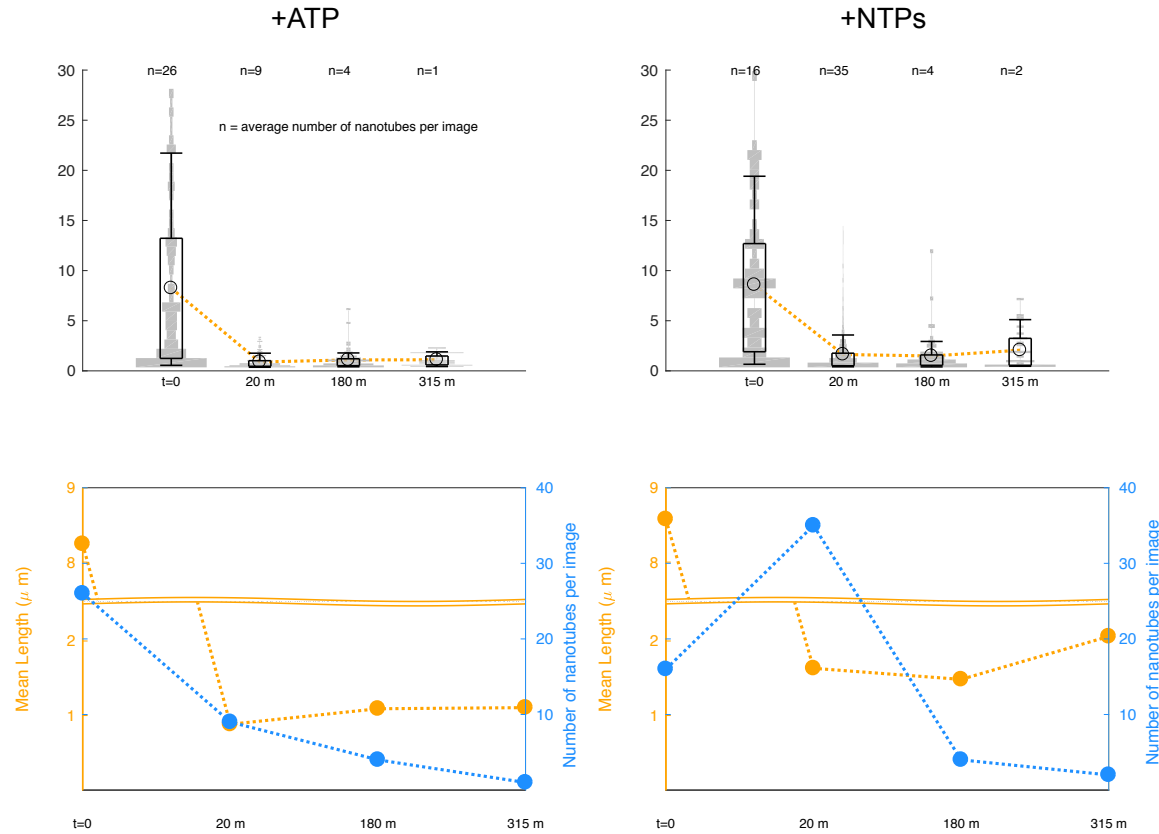 +ATP
+NTPs
n=26 n=9 n=4 n=1
n = average number of nanotubes per image
30
25
20
15
10
5
0
t=0 20 m 180 m 315 m
n=16 n=35 n=4 n=2
30
25
20
15
10
5
0
t=0 20 m 180 m 315 m
Mean Length (μ m)
9
8
2
1
40
30
20
10
0
Number of nanotubes per image
t=0 20 m 180 m 315 m
Mean Length (μ m)
9
8
2
1
40
30
20
10
0
Number of nanotubes per image
t=0 20 m 180 m 315 m